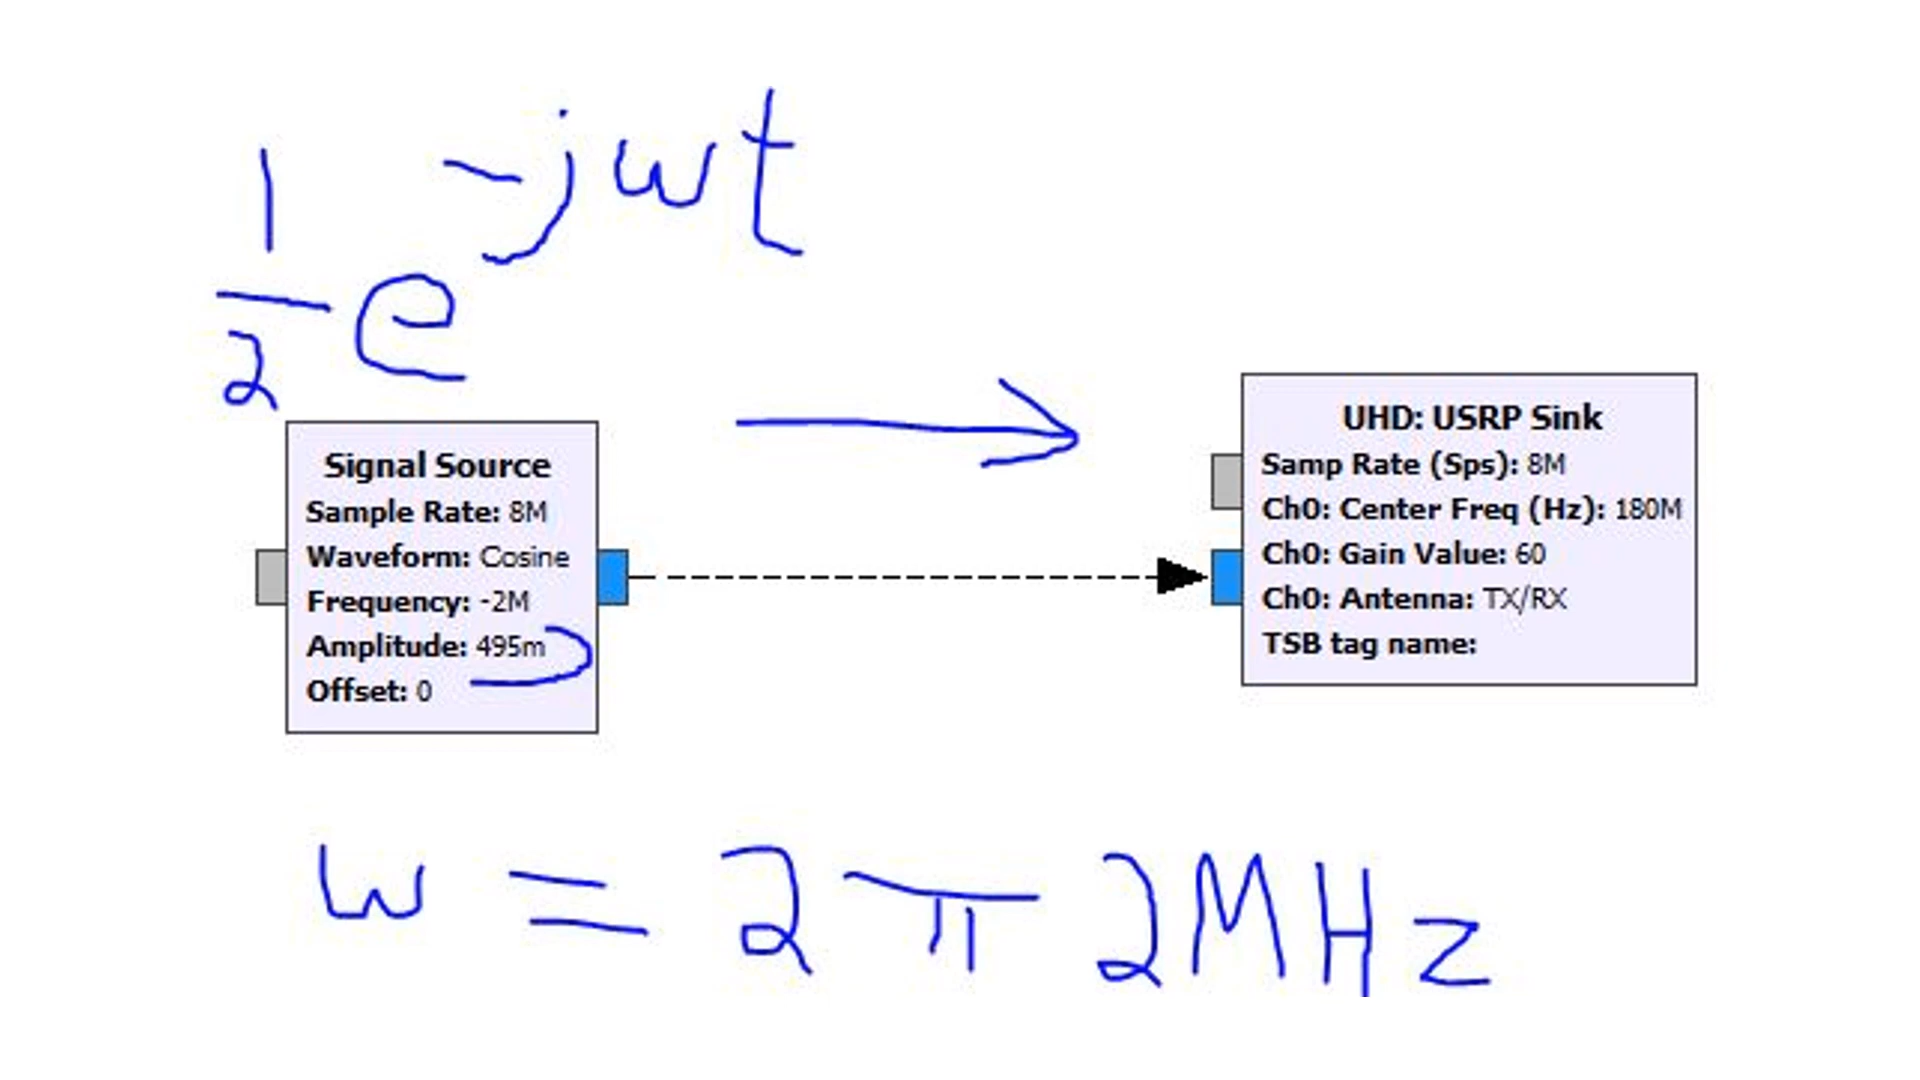 1/2 e^-jwt
Signal Source
Sample Rate: 8M
Waveform: Cosine
Frequency: -2M
Amplitude: 495m
Offset: 0
UHD: USRP Sink
Samp Rate (Sps): 8M
Ch0: Center Freq (Hz): 180M
Ch0: Gain Value: 60
Ch0: Antenna: TX/RX
TSB tag name:
w = 2 π 2MHz